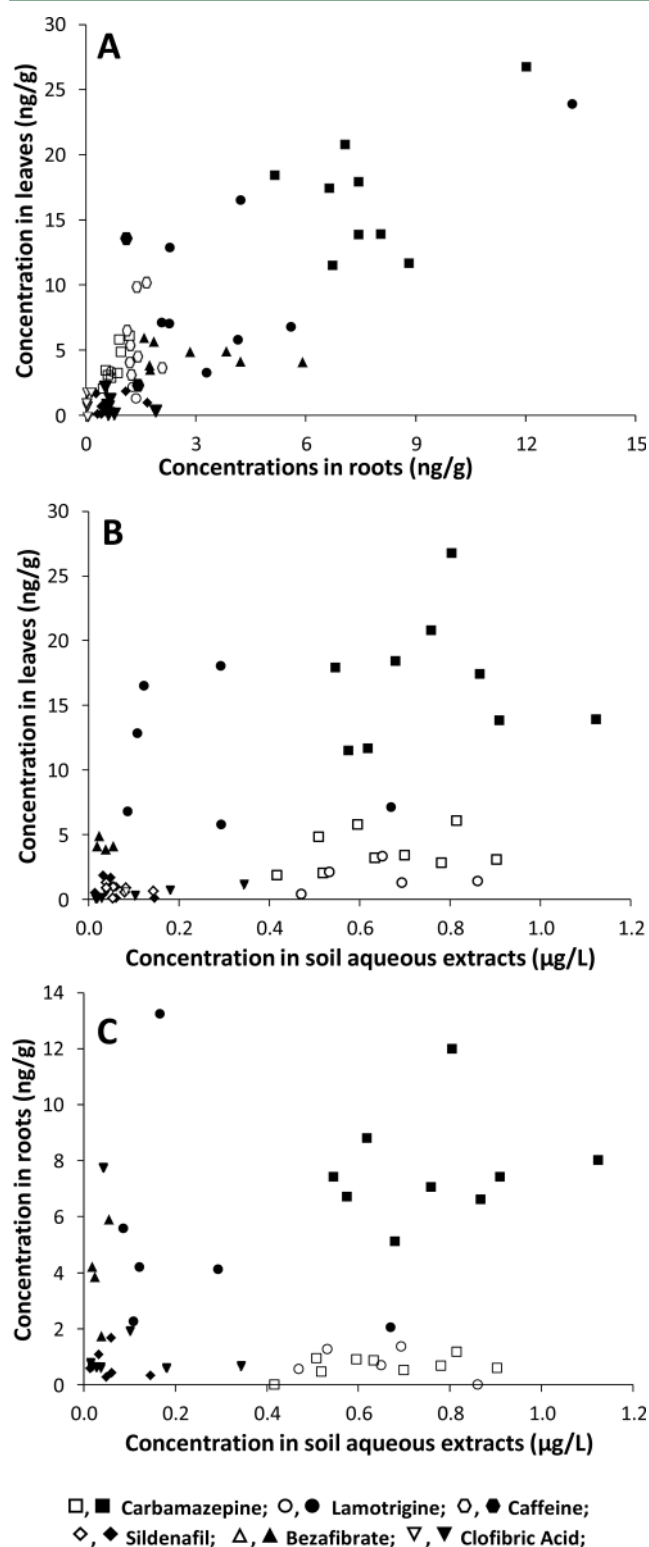 A
30
25
20
15
10
5
0
Concentration in leaves (ng/g)
0 3 6 9 12 15
Concentrations in roots (ng/g)
B
30
25
20
15
10
5
0
Concentration in leaves (ng/g)
0.0 0.2 0.4 0.6 0.8 1.0 1.2
Concentration in soil aqueous extracts (µg/L)
C
14
12
10
8
6
4
2
0
Concentration in roots (ng/g)
0.0 0.2 0.4 0.6 0.8 1.0 1.2
Concentration in soil aqueous extracts (µg/L)
□, ■ Carbamazepine; ○, ● Lamotrigine; ⬡, ⬢ Caffeine;
◇, ◆ Sildenafil; △, ▲ Bezafibrate; ▽, ▼ Clofibric Acid;